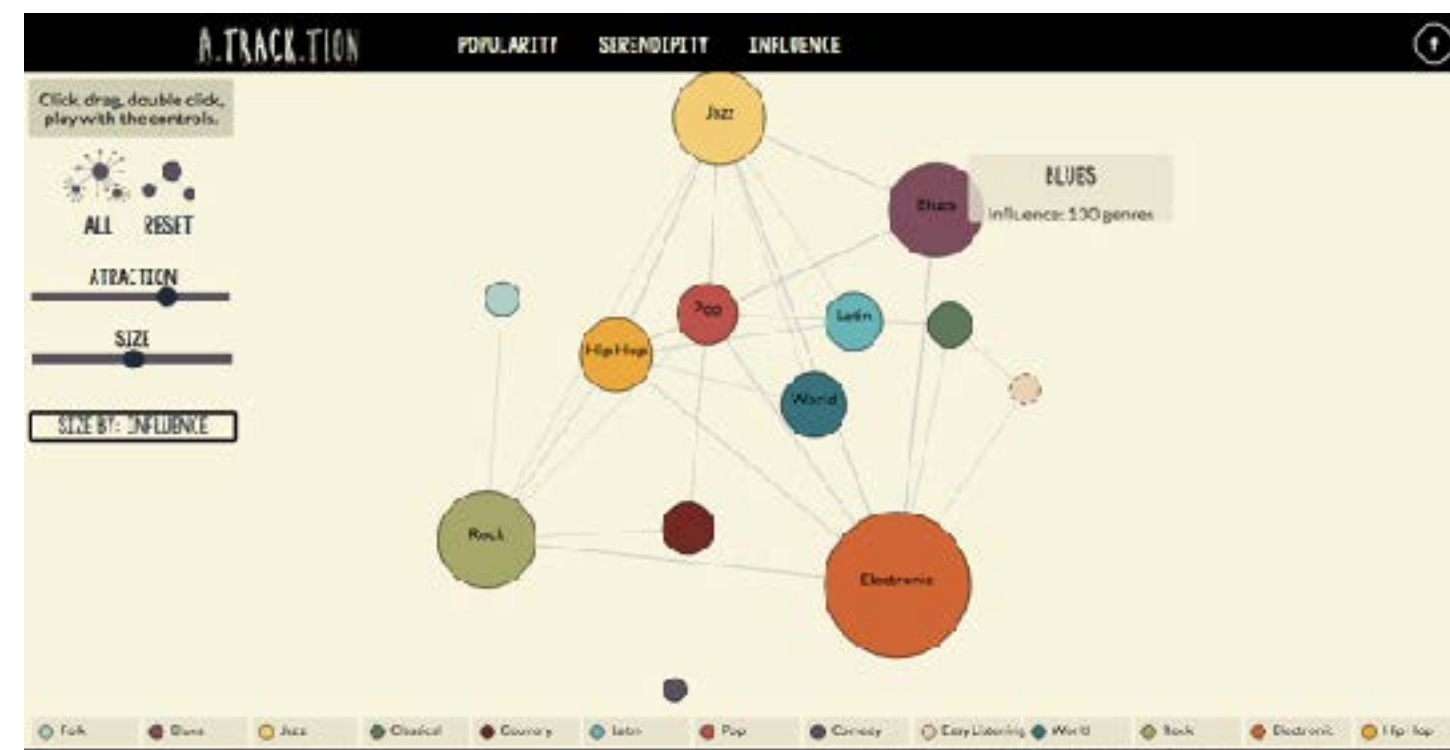 A.TRACK.TION
POPULARITY SERENDIPITY INFLUENCE
Click, drag, double click,
play with the controls.
ALL RESET
ATRACTION
SIZE
SIZE BY: INFLUENCE
Jazz
BLUES
Blues
Influence: 130 genres
Pop
Latin
Hip Hop
World
Rock
Electronic
Folk Blues Jazz Classical Country Latin Pop Comedy Easy Listening World Rock Electronic Hip Hop